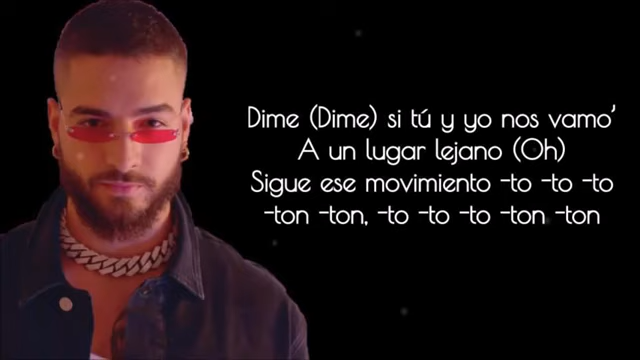 Dime (Dime) si tú y yo nos vamo'
A un lugar lejano (Oh)
Sigue ese movimiento -to -to -to
-ton -ton, -to -to -to -ton -ton